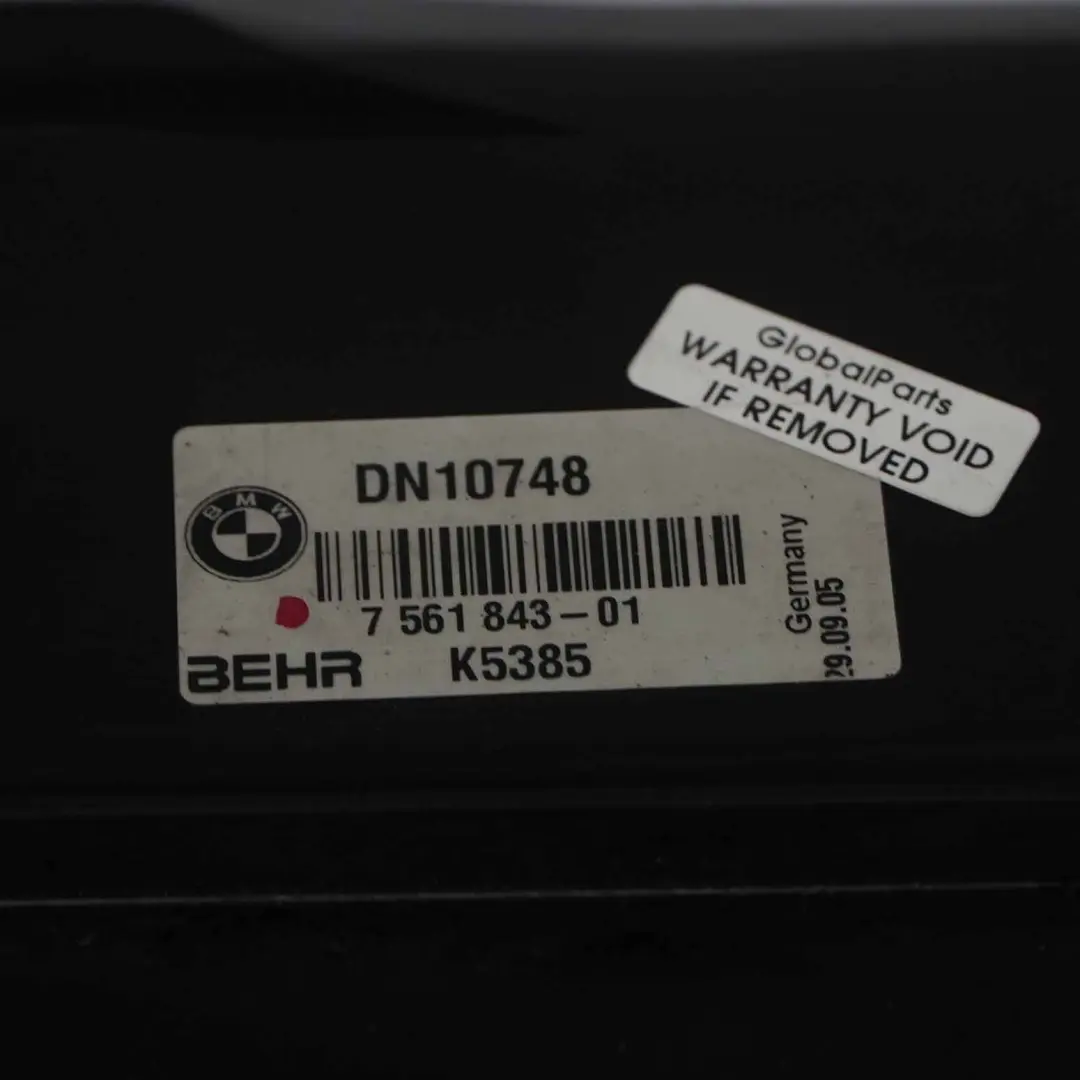 GlobalParts
WARRANTY VOID
IF REMOVED
DN10748
BMW
7 561 843 - 01
BEHR
K5385
Germany
29.09.05